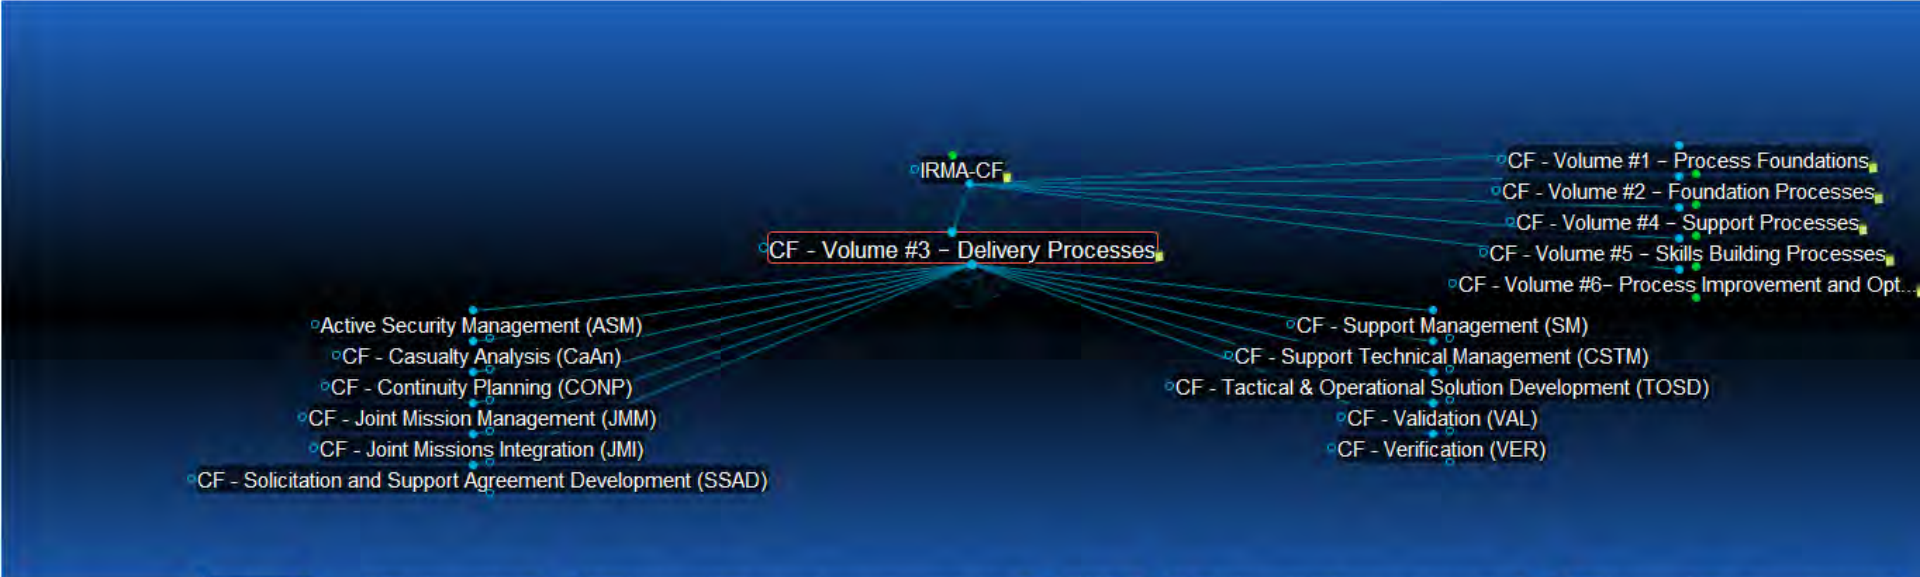 IRMA-CF
CF - Volume #1 – Process Foundations
CF - Volume #2 – Foundation Processes
CF - Volume #4 – Support Processes
CF - Volume #5 – Skills Building Processes
CF - Volume #6– Process Improvement and Opt...
CF - Volume #3 – Delivery Processes
Active Security Management (ASM)
CF - Casualty Analysis (CaAn)
CF - Continuity Planning (CONP)
CF - Joint Mission Management (JMM)
CF - Joint Missions Integration (JMI)
CF - Solicitation and Support Agreement Development (SSAD)
CF - Support Management (SM)
CF - Support Technical Management (CSTM)
CF - Tactical & Operational Solution Development (TOSD)
CF - Validation (VAL)
CF - Verification (VER)